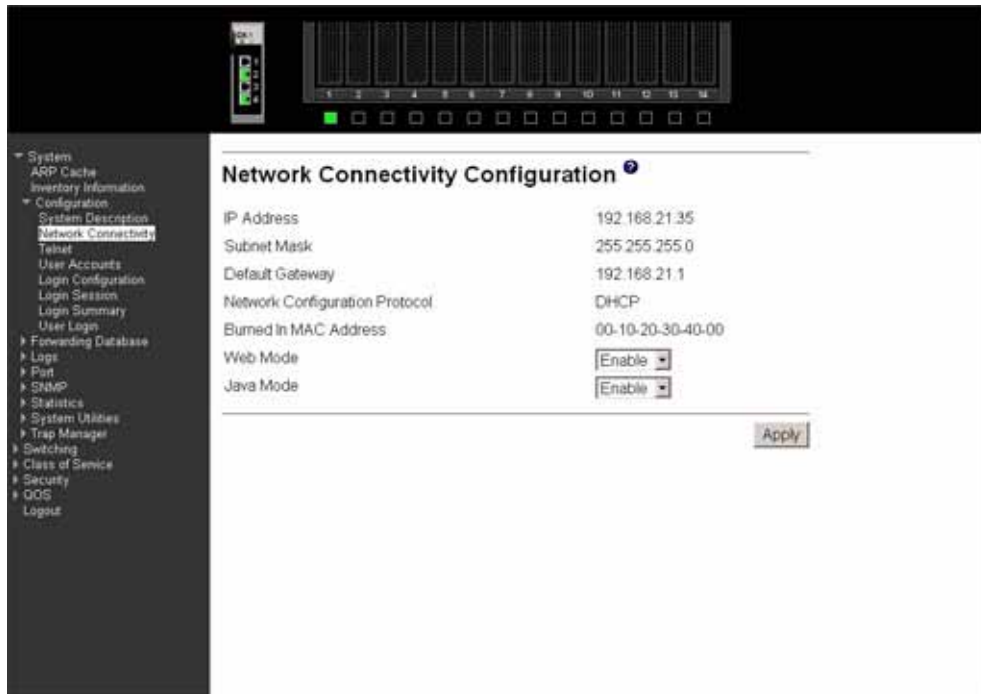 1
2
3
4
1 2 3 4 5 6 7 8 9 10 11 12 13 14
System
ARP Cache
Inventory Information
Configuration
System Description
Network Connectivity
Telnet
User Accounts
Login Configuration
Login Session
Login Summary
User Login
Forwarding Database
Logs
Port
SNMP
Statistics
System Utilities
Trap Manager
Switching
Class of Service
Security
QOS
Logout
Network Connectivity Configuration ?
IP Address 192.168.21.35
Subnet Mask 255.255.255.0
Default Gateway 192.168.21.1
Network Configuration Protocol DHCP
Burned In MAC Address 00-10-20-30-40-00
Web Mode Enable
Java Mode Enable
Apply